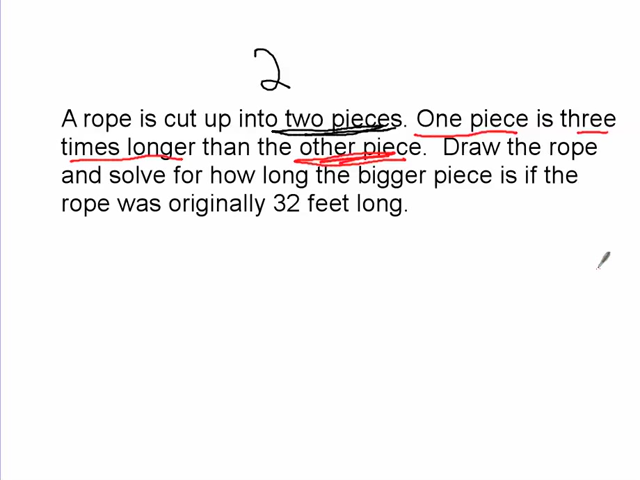 2
A rope is cut up into two pieces. One piece is three
times longer than the other piece. Draw the rope
and solve for how long the bigger piece is if the
rope was originally 32 feet long.